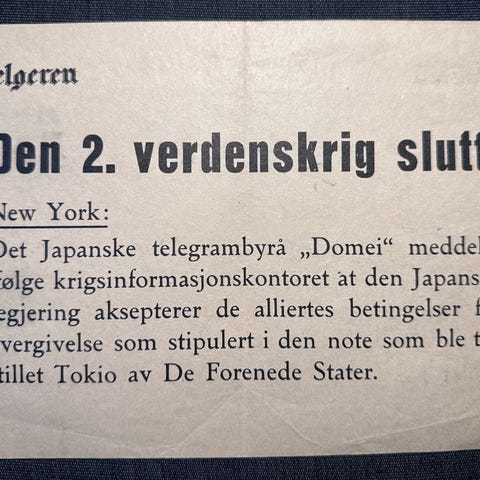 elgeren
Den 2. verdenskrig slutt
New York:
Det Japanske telegrambyrå „Domei“ meddel
følge krigsinformasjonskontoret at den Japans
egjering aksepterer de alliertes betingelser f
vergivelse som stipulert i den note som ble t
tillet Tokio av De Forenede Stater.